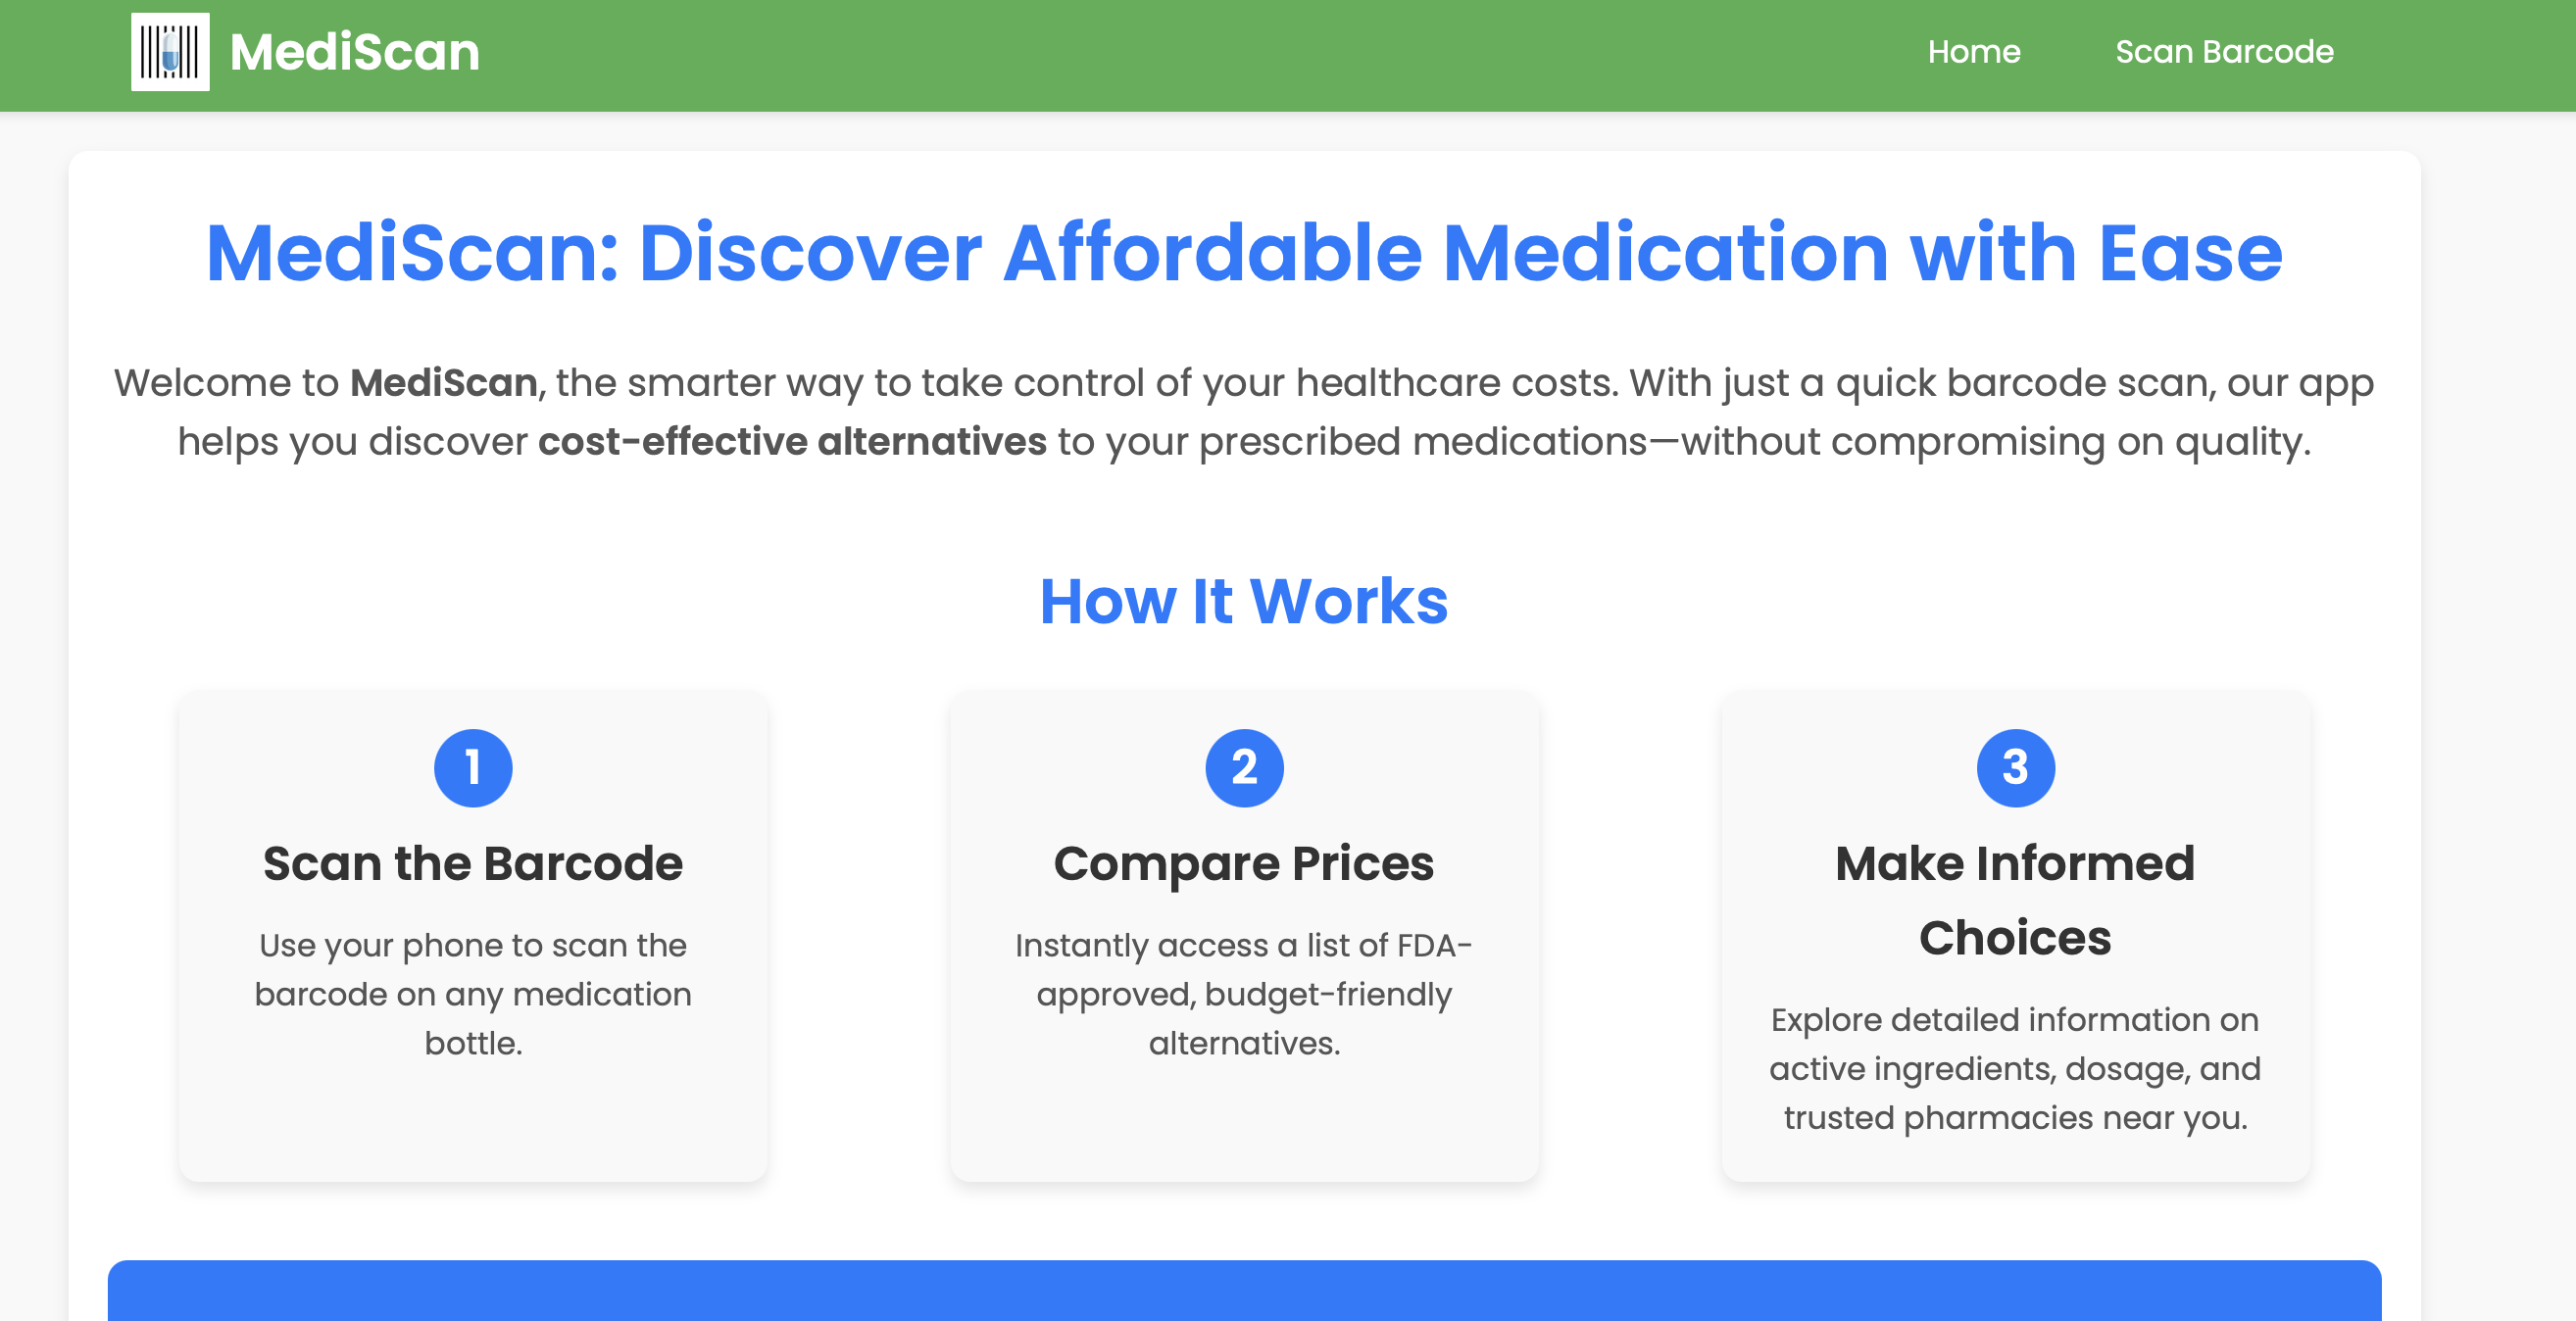 MediScan
Home
Scan Barcode
MediScan: Discover Affordable Medication with Ease
Welcome to MediScan, the smarter way to take control of your healthcare costs. With just a quick barcode scan, our app
helps you discover cost-effective alternatives to your prescribed medications—without compromising on quality.
How It Works
1
Scan the Barcode
Use your phone to scan the
barcode on any medication
bottle.
2
Compare Prices
Instantly access a list of FDA-
approved, budget-friendly
alternatives.
3
Make Informed
Choices
Explore detailed information on
active ingredients, dosage, and
trusted pharmacies near you.